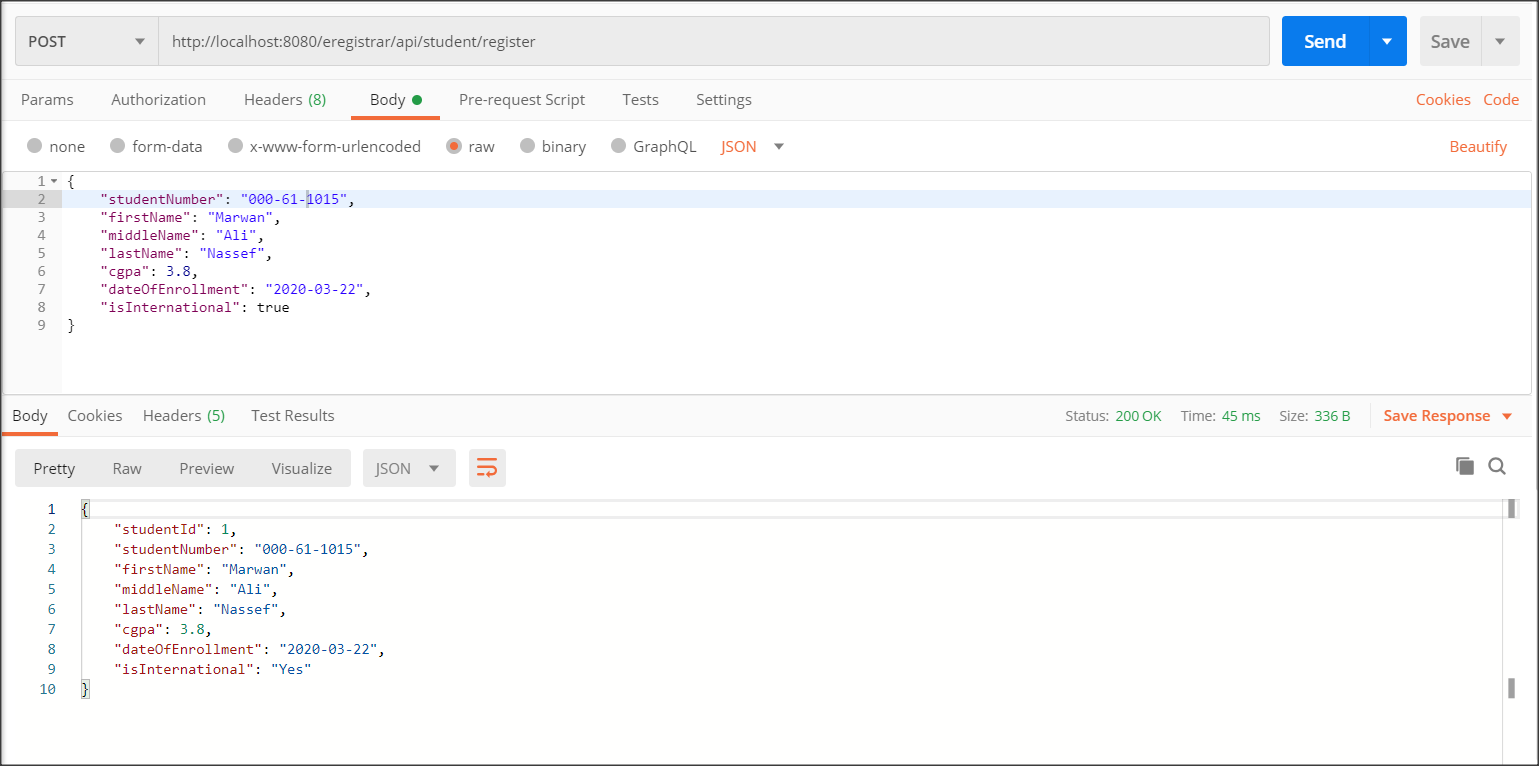 POST http://localhost:8080/eregistrar/api/student/register Send Save
Params Authorization Headers (8) Body Pre-request Script Tests Settings Cookies Code
none form-data x-www-form-urlencoded raw binary GraphQL JSON Beautify
1 {
2 "studentNumber": "000-61-1015",
3 "firstName": "Marwan",
4 "middleName": "Ali",
5 "lastName": "Nassef",
6 "cgpa": 3.8,
7 "dateOfEnrollment": "2020-03-22",
8 "isInternational": true
9 }
Body Cookies Headers (5) Test Results Status: 200 OK Time: 45 ms Size: 336 B Save Response
Pretty Raw Preview Visualize JSON
1 {
2 "studentId": 1,
3 "studentNumber": "000-61-1015",
4 "firstName": "Marwan",
5 "middleName": "Ali",
6 "lastName": "Nassef",
7 "cgpa": 3.8,
8 "dateOfEnrollment": "2020-03-22",
9 "isInternational": "Yes"
10 }